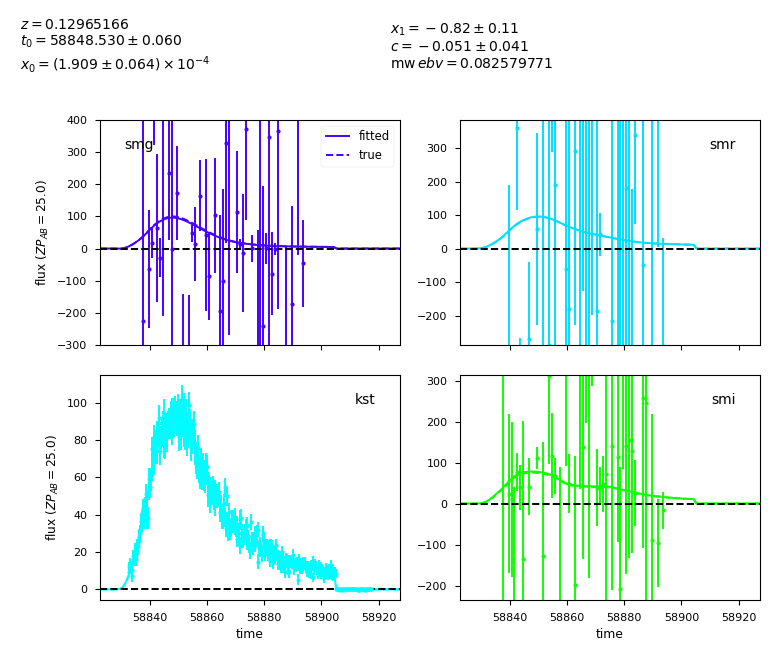 z = 0.12965166
t₀ = 58848.530 ± 0.060
x₀ = (1.909 ± 0.064) × 10⁻⁴
x₁ = −0.82 ± 0.11
c = −0.051 ± 0.041
mw ebv = 0.082579771
400
300
200
100
0
−100
−200
−300
flux (ZP_AB = 25.0)
smg
fitted
true
300
200
100
0
−100
−200
smr
100
80
60
40
20
0
flux (ZP_AB = 25.0)
kst
58840 58860 58880 58900 58920
time
300
200
100
0
−100
−200
smi
58840 58860 58880 58900 58920
time